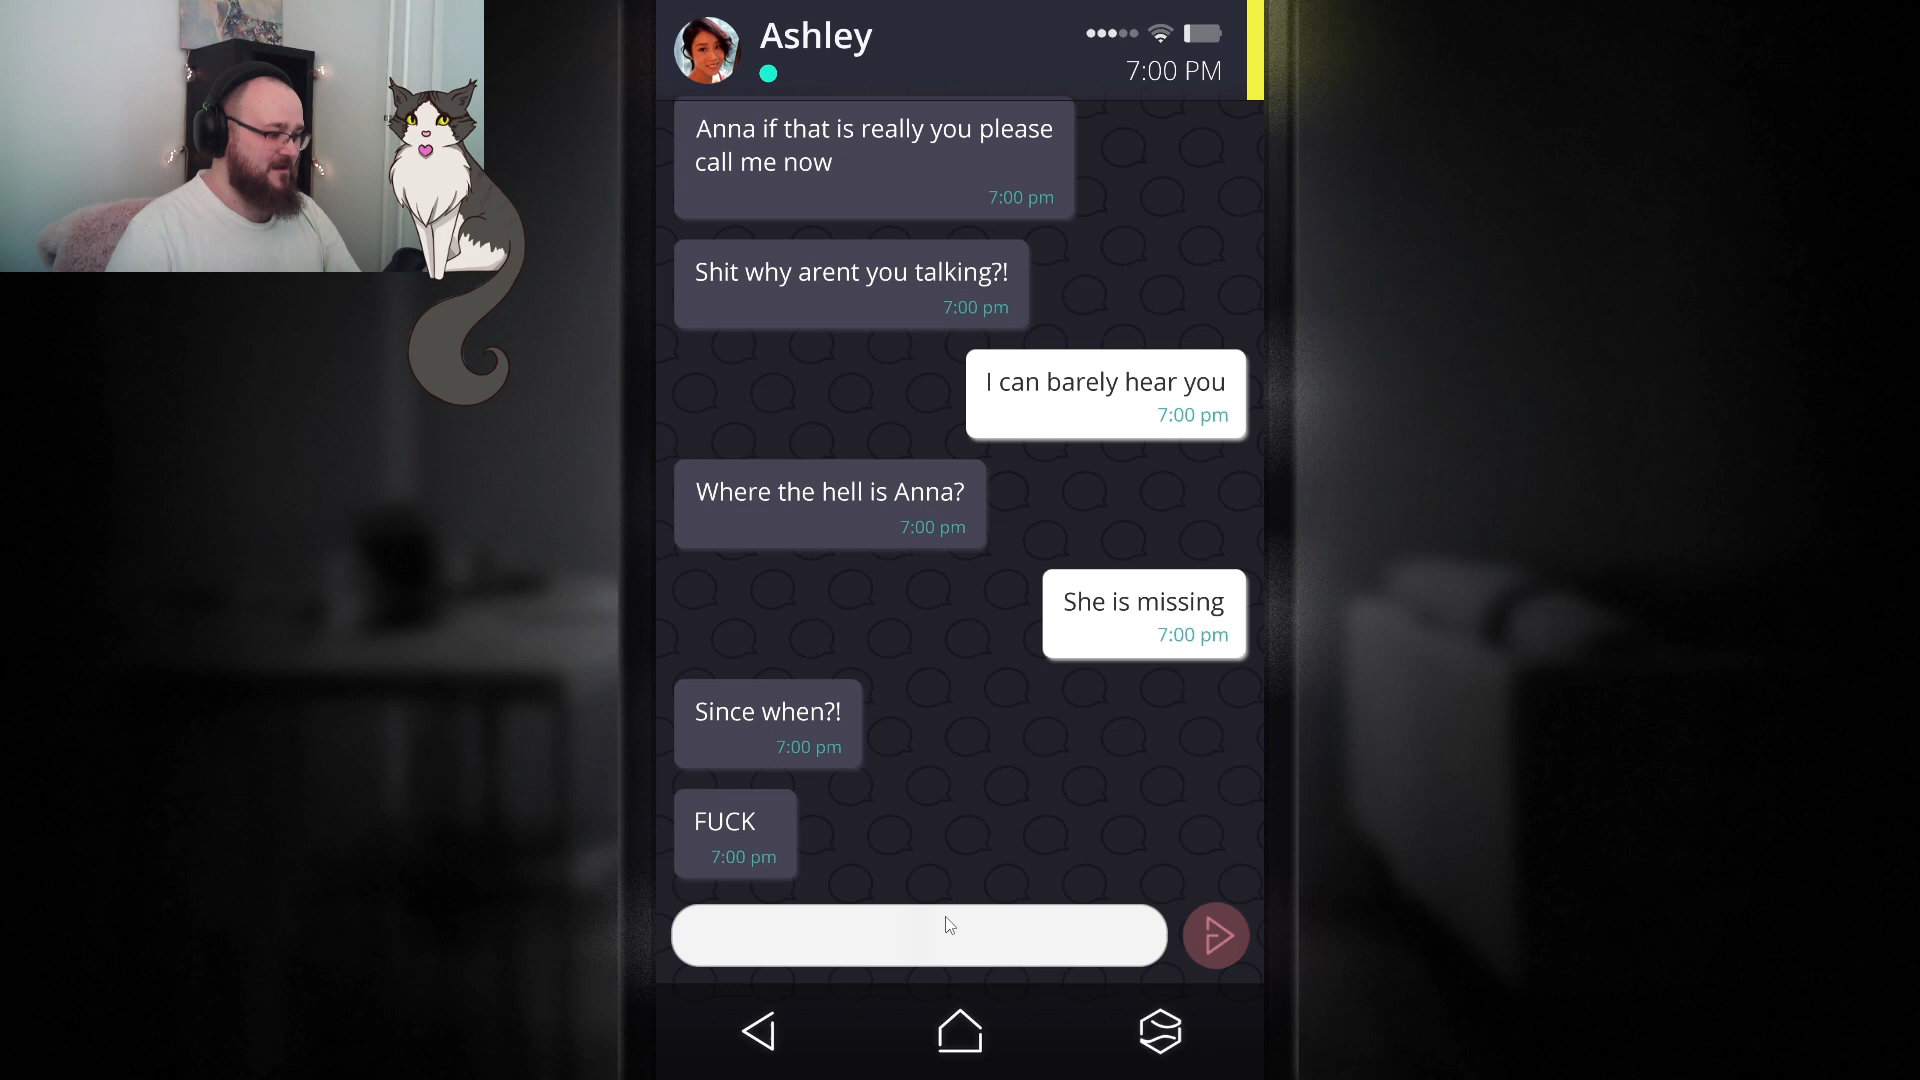 Ashley
7:00 PM
Anna if that is really you please
call me now
7:00 pm
Shit why arent you talking?!
7:00 pm
I can barely hear you
7:00 pm
Where the hell is Anna?
7:00 pm
She is missing
7:00 pm
Since when?!
7:00 pm
FUCK
7:00 pm